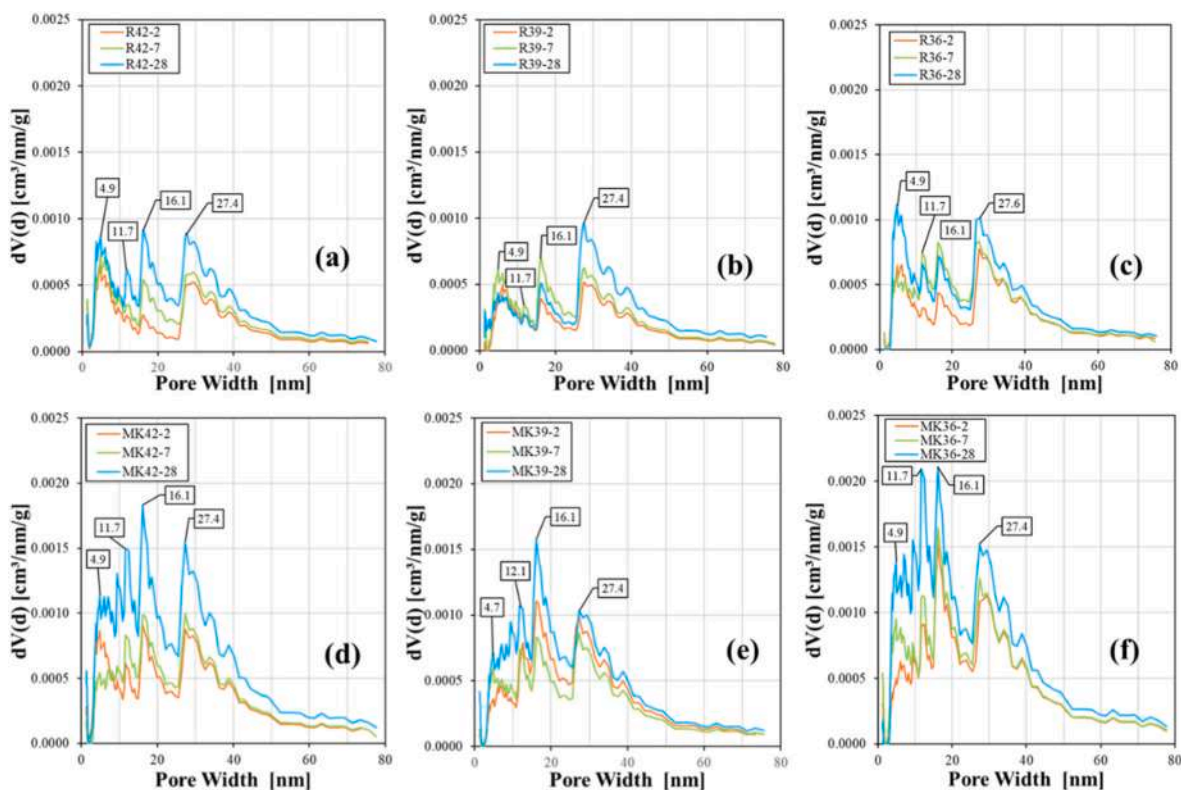 0.0025
0.0020
0.0015
0.0010
0.0005
0.0000
dV(d) [cm³/nm/g]
R42-2
R42-7
R42-28
4.9
11.7
16.1
27.4
(a)
0 20 40 60 80
Pore Width [nm]
0.0025
0.0020
0.0015
0.0010
0.0005
0.0000
dV(d) [cm³/nm/g]
R39-2
R39-7
R39-28
4.9
11.7
16.1
27.4
(b)
0 20 40 60 80
Pore Width [nm]
0.0025
0.0020
0.0015
0.0010
0.0005
0.0000
dV(d) [cm³/nm/g]
R36-2
R36-7
R36-28
4.9
11.7
16.1
27.6
(c)
0 20 40 60 80
Pore Width [nm]
0.0025
0.0020
0.0015
0.0010
0.0005
0.0000
dV(d) [cm³/nm/g]
MK42-2
MK42-7
MK42-28
4.9
11.7
16.1
27.4
(d)
0 20 40 60 80
Pore Width [nm]
0.0025
0.0020
0.0015
0.0010
0.0005
0.0000
dV(d) [cm³/nm/g]
MK39-2
MK39-7
MK39-28
4.7
12.1
16.1
27.4
(e)
0 20 40 60 80
Pore Width [nm]
0.0025
0.0020
0.0015
0.0010
0.0005
0.0000
dV(d) [cm³/nm/g]
MK36-2
MK36-7
MK36-28
4.9
11.7
16.1
27.4
(f)
0 20 40 60 80
Pore Width [nm]